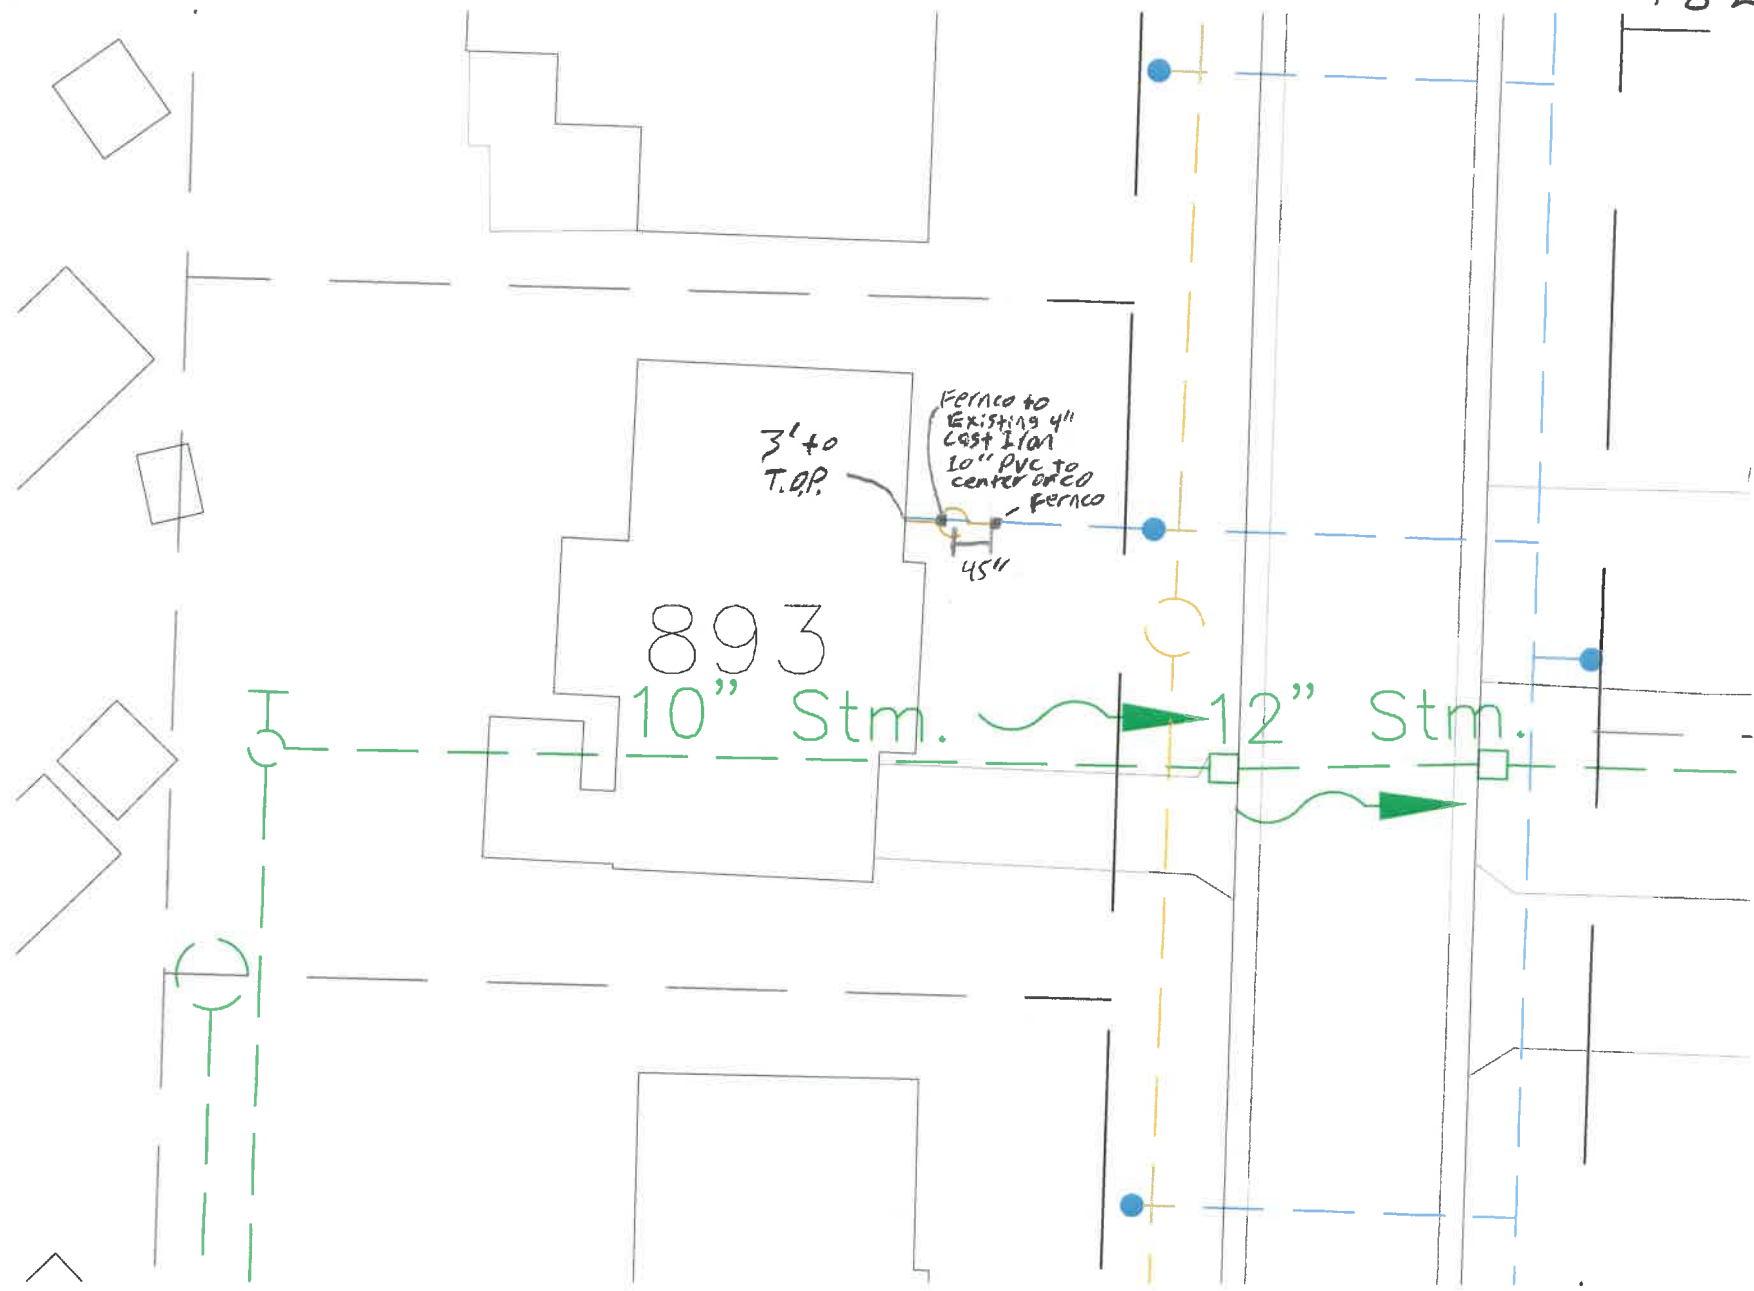 Fernco to
Existing 4"
Cast Iron
10" PVC to
center of CO
Fernco
3' to
T.O.P.
45"
893
10” Stm.
12” Stm.